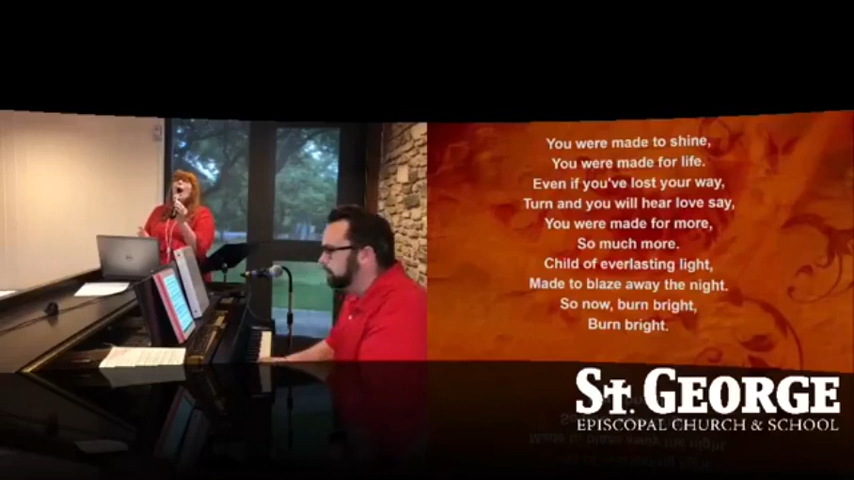 You were made to shine,
You were made for life.
Even if you've lost your way,
Turn and you will hear love say,
You were made for more,
So much more.
Child of everlasting light,
Made to blaze away the night.
So now, burn bright,
Burn bright.
ST. GEORGE
EPISCOPAL CHURCH & SCHOOL